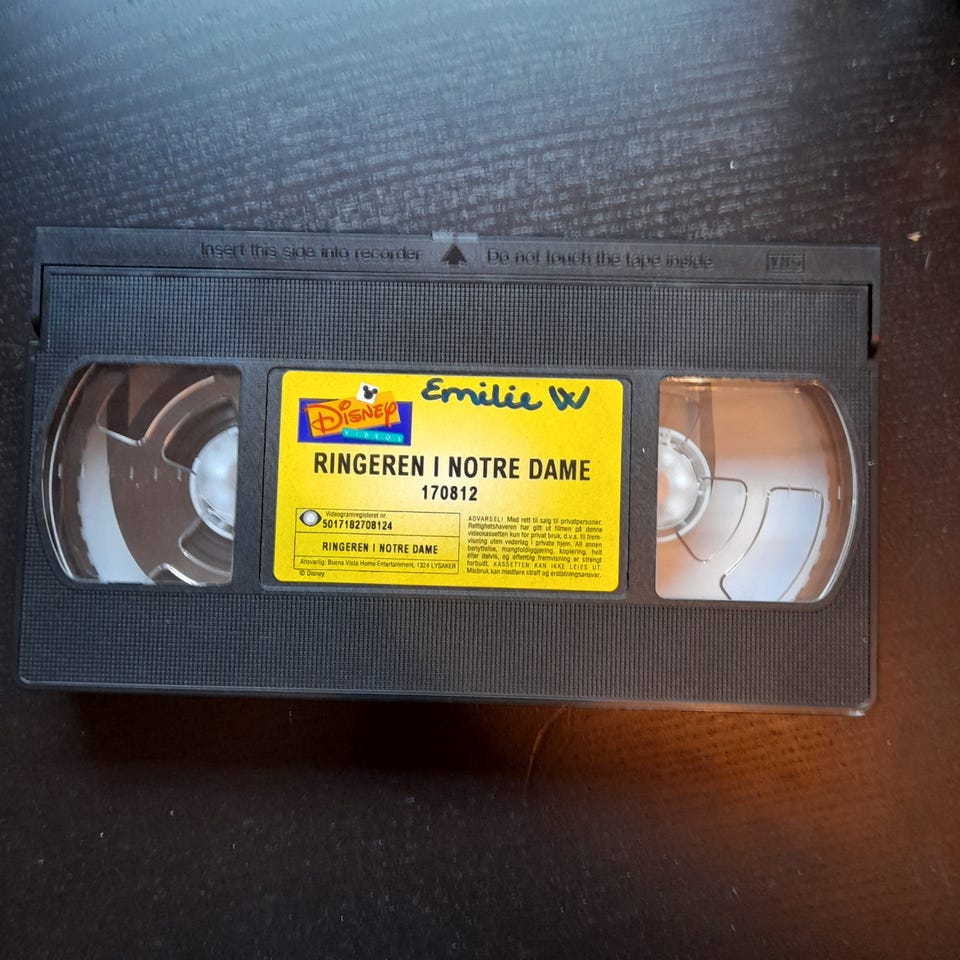 Insert this side into recorder Do not touch the tape inside VHS
Emilie W
DISNEY
VIDEOS
RINGEREN I NOTRE DAME
170812
Videogramregisteret nr.
5017182708124
RINGEREN I NOTRE DAME
Ansvarlig: Buena Vista Home Entertainment, 1324 LYSAKER
© Disney
ADVARSEL! Med rett til salg til privatpersoner.
Rettighetshaveren har gitt ut filmen på denne
videokassetten kun for privat bruk, d.v.s. til frem-
visning uten vederlag i private hjem. All annen
benyttelse, mangfoldiggjøring, kopiering, helt
eller delvis, og offentlig fremvisning er strengt
forbudt. KASSETTEN KAN IKKE LEIES UT.
Misbruk kan medføre straff og erstatningsansvar.